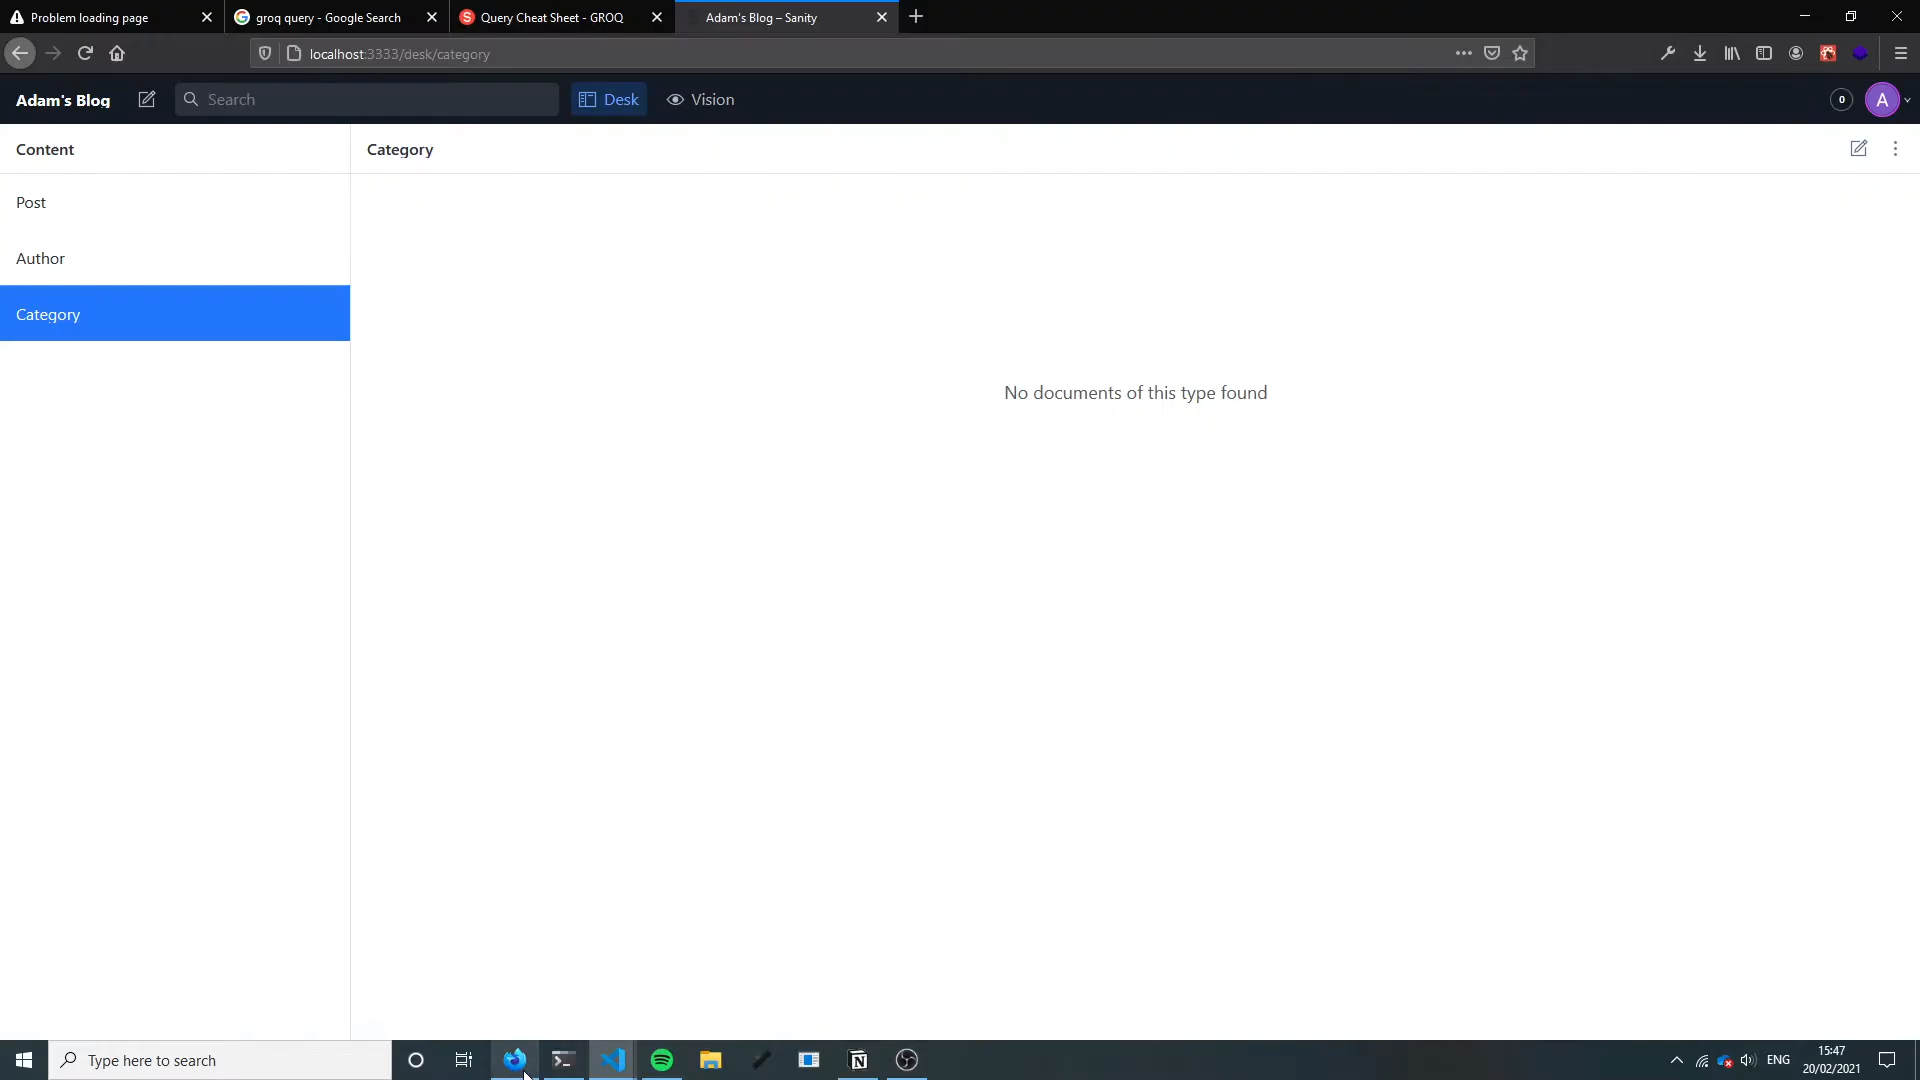 Problem loading page
groq query - Google Search
Query Cheat Sheet - GROQ
Adam's Blog – Sanity
localhost:3333/desk/category
Adam's Blog
Search
Desk
Vision
0
A
Content
Category
Post
Author
Category
No documents of this type found
Type here to search
ENG
15:47
20/02/2021